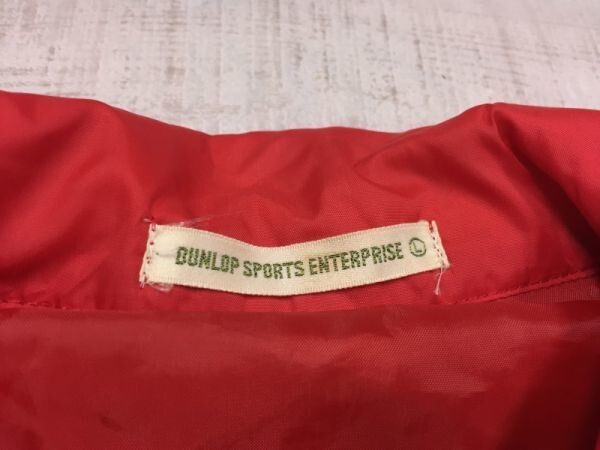 DUNLOP SPORTS ENTERPRISE L